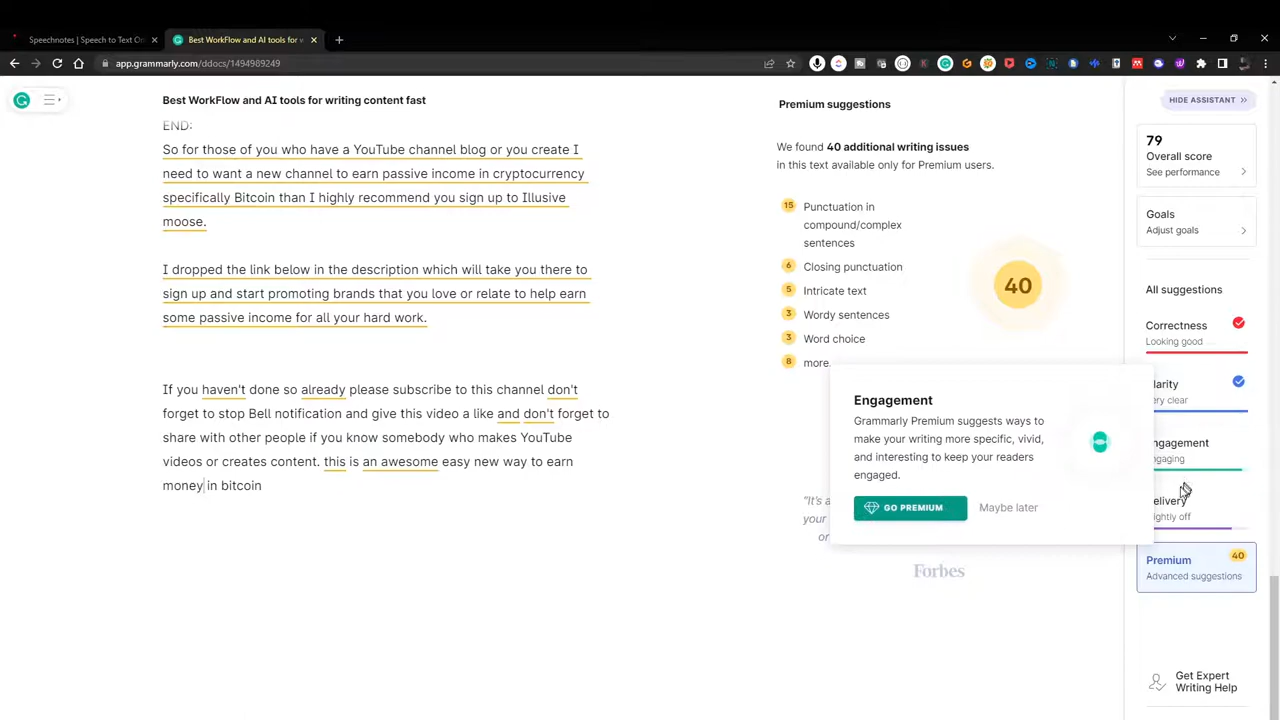 Speechnotes | Speech to Text On
Best WorkFlow and AI tools for w
app.grammarly.com/ddocs/1494989249
Best WorkFlow and AI tools for writing content fast
END:
So for those of you who have a YouTube channel blog or you create I
need to want a new channel to earn passive income in cryptocurrency
specifically Bitcoin than I highly recommend you sign up to Illusive
moose.
I dropped the link below in the description which will take you there to
sign up and start promoting brands that you love or relate to help earn
some passive income for all your hard work.
If you haven't done so already please subscribe to this channel don't
forget to stop Bell notification and give this video a like and don't forget to
share with other people if you know somebody who makes YouTube
videos or creates content. this is an awesome easy new way to earn
money in bitcoin
Premium suggestions
We found 40 additional writing issues
in this text available only for Premium users.
15 Punctuation in
compound/complex
sentences
6 Closing punctuation
5 Intricate text
3 Wordy sentences
3 Word choice
8 more
40
Engagement
Grammarly Premium suggests ways to
make your writing more specific, vivid,
and interesting to keep your readers
engaged.
GO PREMIUM
Maybe later
"It's a
your
or
Forbes
HIDE ASSISTANT
79
Overall score
See performance
Goals
Adjust goals
All suggestions
Correctness
Looking good
larity
ery clear
ngagement
ngaging
elivery
lightly off
Premium
40
Advanced suggestions
Get Expert
Writing Help